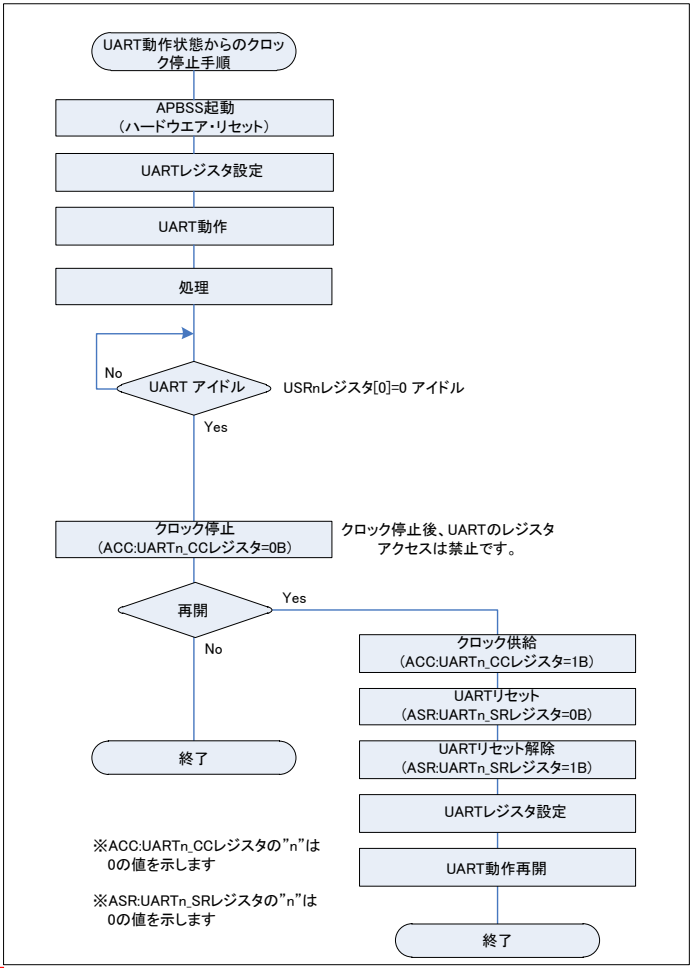 UART動作状態からのクロッ
ク停止手順
APBSS起動
(ハードウエア・リセット)
UARTレジスタ設定
UART動作
処理
No
UART アイドル
USRnレジスタ[0]=0 アイドル
Yes
クロック停止
(ACC:UARTn_CCレジスタ=0B)
クロック停止後、UARTのレジスタ
アクセスは禁止です。
再開
Yes
No
クロック供給
(ACC:UARTn_CCレジスタ=1B)
UARTリセット
(ASR:UARTn_SRレジスタ=0B)
UARTリセット解除
(ASR:UARTn_SRレジスタ=1B)
UARTレジスタ設定
UART動作再開
終了
終了
※ACC:UARTn_CCレジスタの”n”は
0の値を示します
※ASR:UARTn_SRレジスタの”n”は
0の値を示します